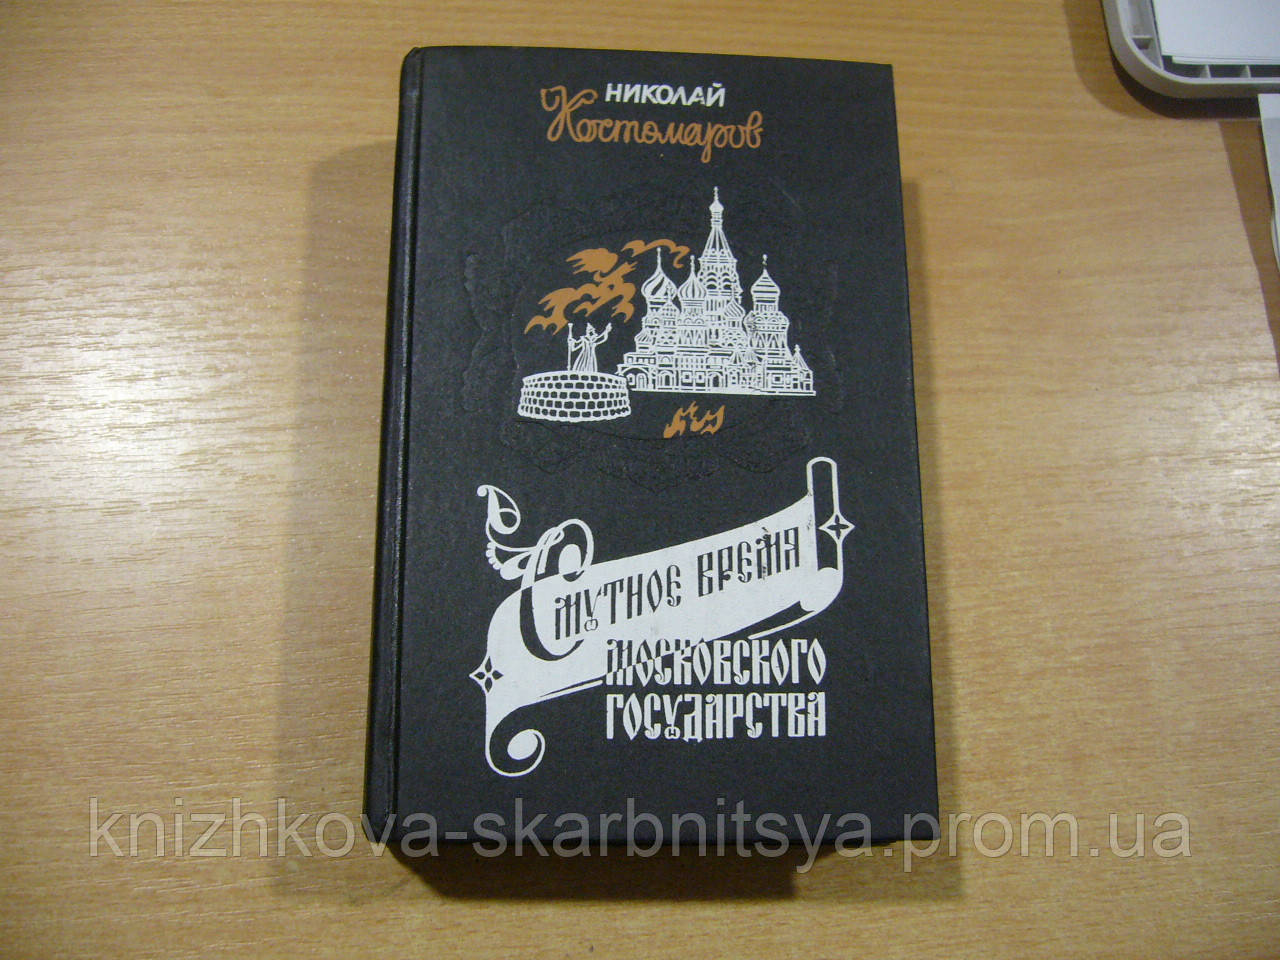 НИКОЛАЙ
Костомаров
Смутное время
московского
государства
knizhkova-skarbnitsya.prom.ua